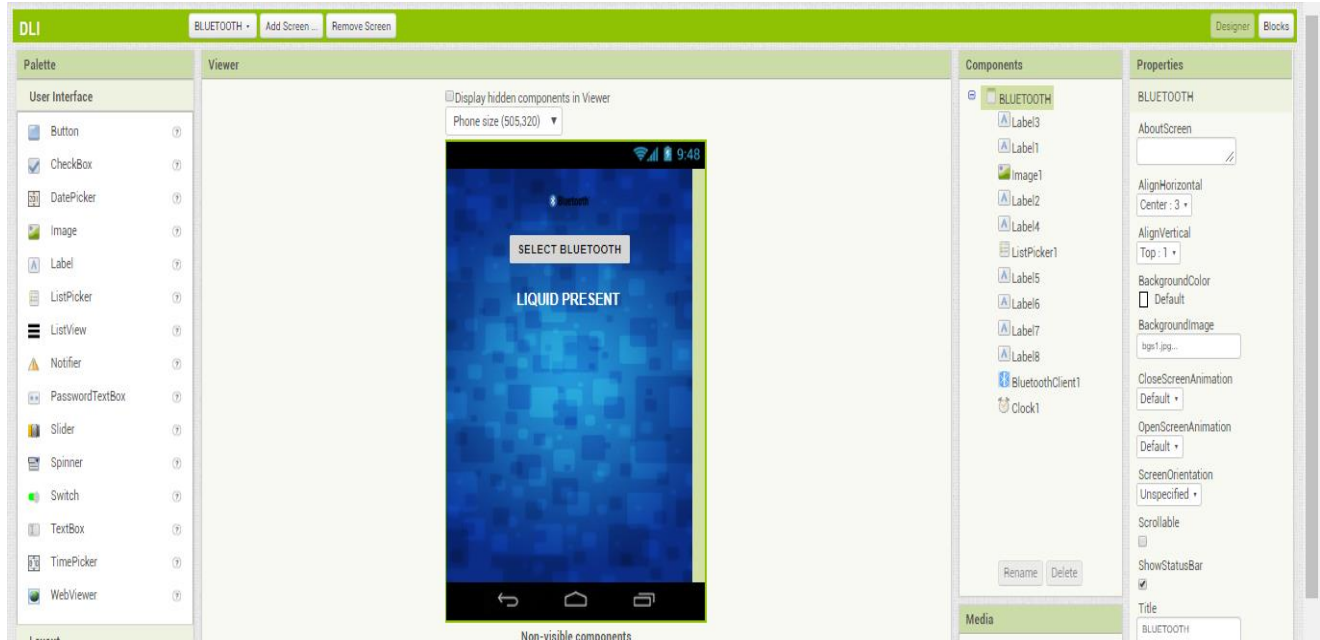 DLI
BLUETOOTH
Add Screen ...
Remove Screen
Designer
Blocks
Palette
User Interface
Button
CheckBox
DatePicker
Image
Label
ListPicker
ListView
Notifier
PasswordTextBox
Slider
Spinner
Switch
TextBox
TimePicker
WebViewer
Viewer
Display hidden components in Viewer
Phone size (505,320)
9:48
Bluetooth
SELECT BLUETOOTH
LIQUID PRESENT
Non-visible components
Components
BLUETOOTH
Label3
Label1
Image1
Label2
Label4
ListPicker1
Label5
Label6
Label7
Label8
BluetoothClient1
Clock1
Rename
Delete
Media
Properties
BLUETOOTH
AboutScreen
AlignHorizontal
Center : 3
AlignVertical
Top : 1
BackgroundColor
Default
BackgroundImage
bgs1.jpg...
CloseScreenAnimation
Default
OpenScreenAnimation
Default
ScreenOrientation
Unspecified
Scrollable
ShowStatusBar
Title
BLUETOOTH